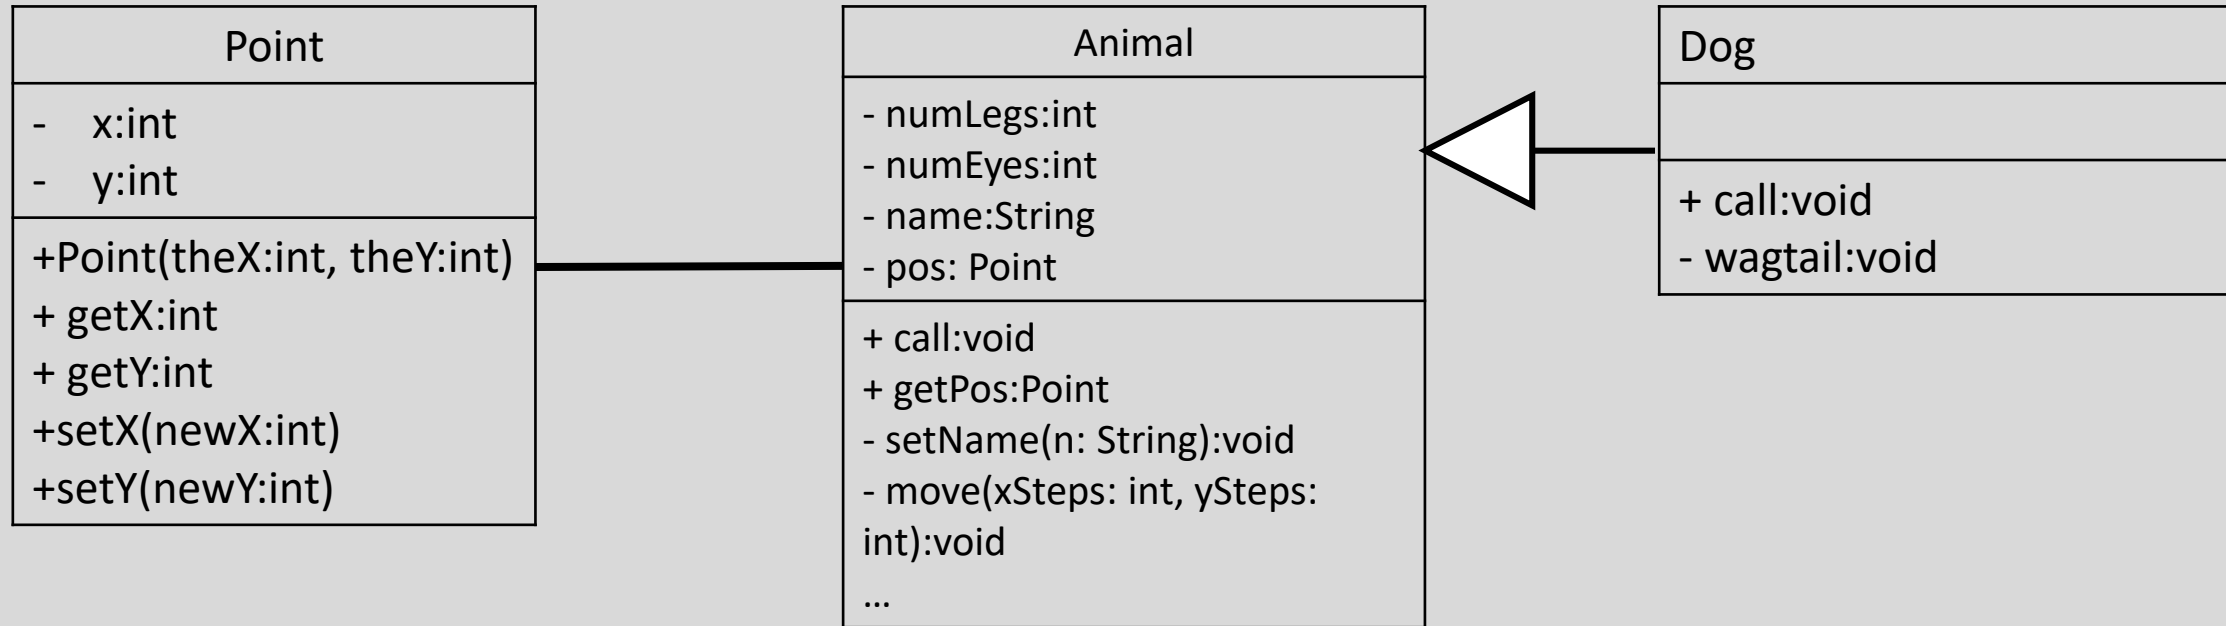 Point
- x:int
- y:int
+Point(theX:int, theY:int)
+ getX:int
+ getY:int
+setX(newX:int)
+setY(newY:int)
Animal
- numLegs:int
- numEyes:int
- name:String
- pos: Point
+ call:void
+ getPos:Point
- setName(n: String):void
- move(xSteps: int, ySteps:
int):void
...
Dog
+ call:void
- wagtail:void